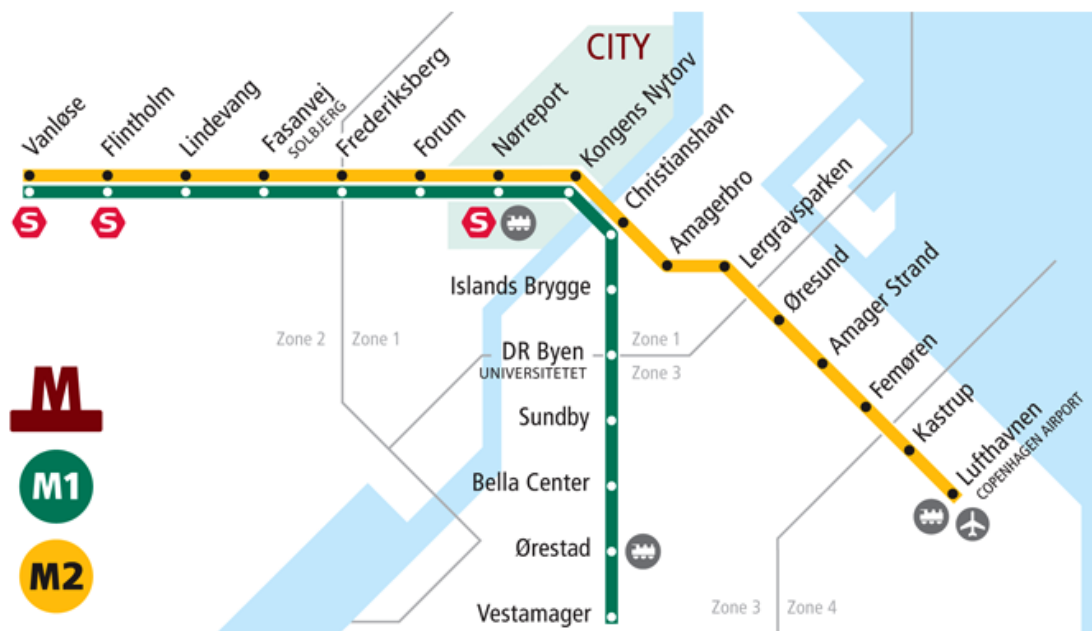 CITY
Vanløse
Flintholm
Lindevang
Fasanvej
SOLBJERG
Frederiksberg
Forum
Nørreport
Kongens Nytorv
Christianshavn
Amagerbro
Lergravsparken
Øresund
Amager Strand
Femøren
Kastrup
Lufthavnen
COPENHAGEN AIRPORT
S
S
S
Islands Brygge
Zone 2
Zone 1
DR Byen
UNIVERSITETET
Zone 1
Zone 3
Sundby
Bella Center
Ørestad
Vestamager
Zone 3
Zone 4
M
M1
M2